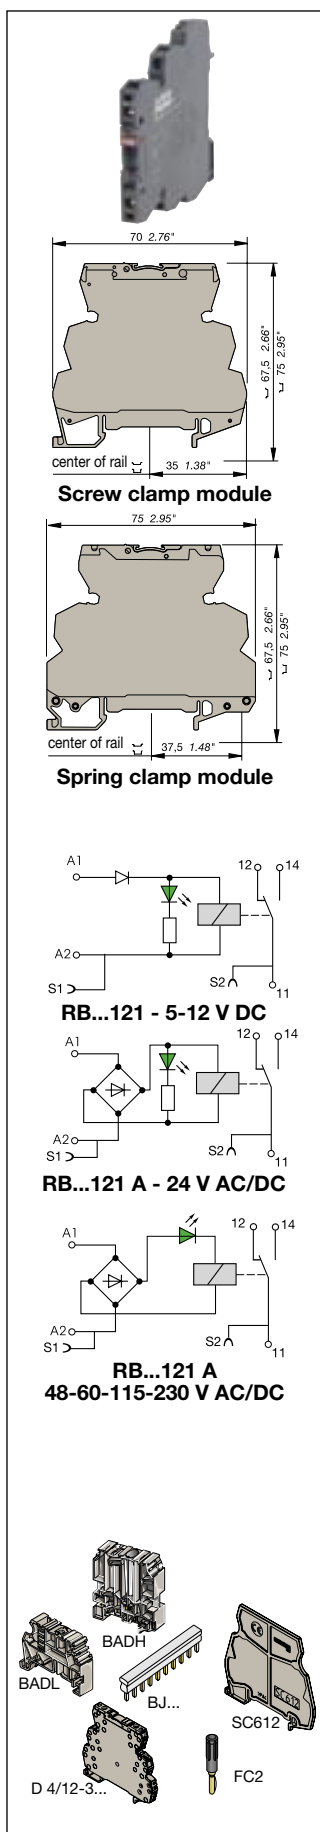 70 2.76"
67,5 2.66"
75 2.95"
center of rail
35 1.38"
Screw clamp module
75 2.95"
67,5 2.66"
75 2.95"
center of rail
37,5 1.48"
Spring clamp module
A1
12 14
A2
S1
S2
11
RB...121 - 5-12 V DC
A1
12 14
A2
S1
S2
11
RB...121 A - 24 V AC/DC
A1
12 14
A2
S1
S2
11
RB...121 A
48-60-115-230 V AC/DC
BADH
BADL
BJ...
SC612
SC612
D 4/12-3...
FC2